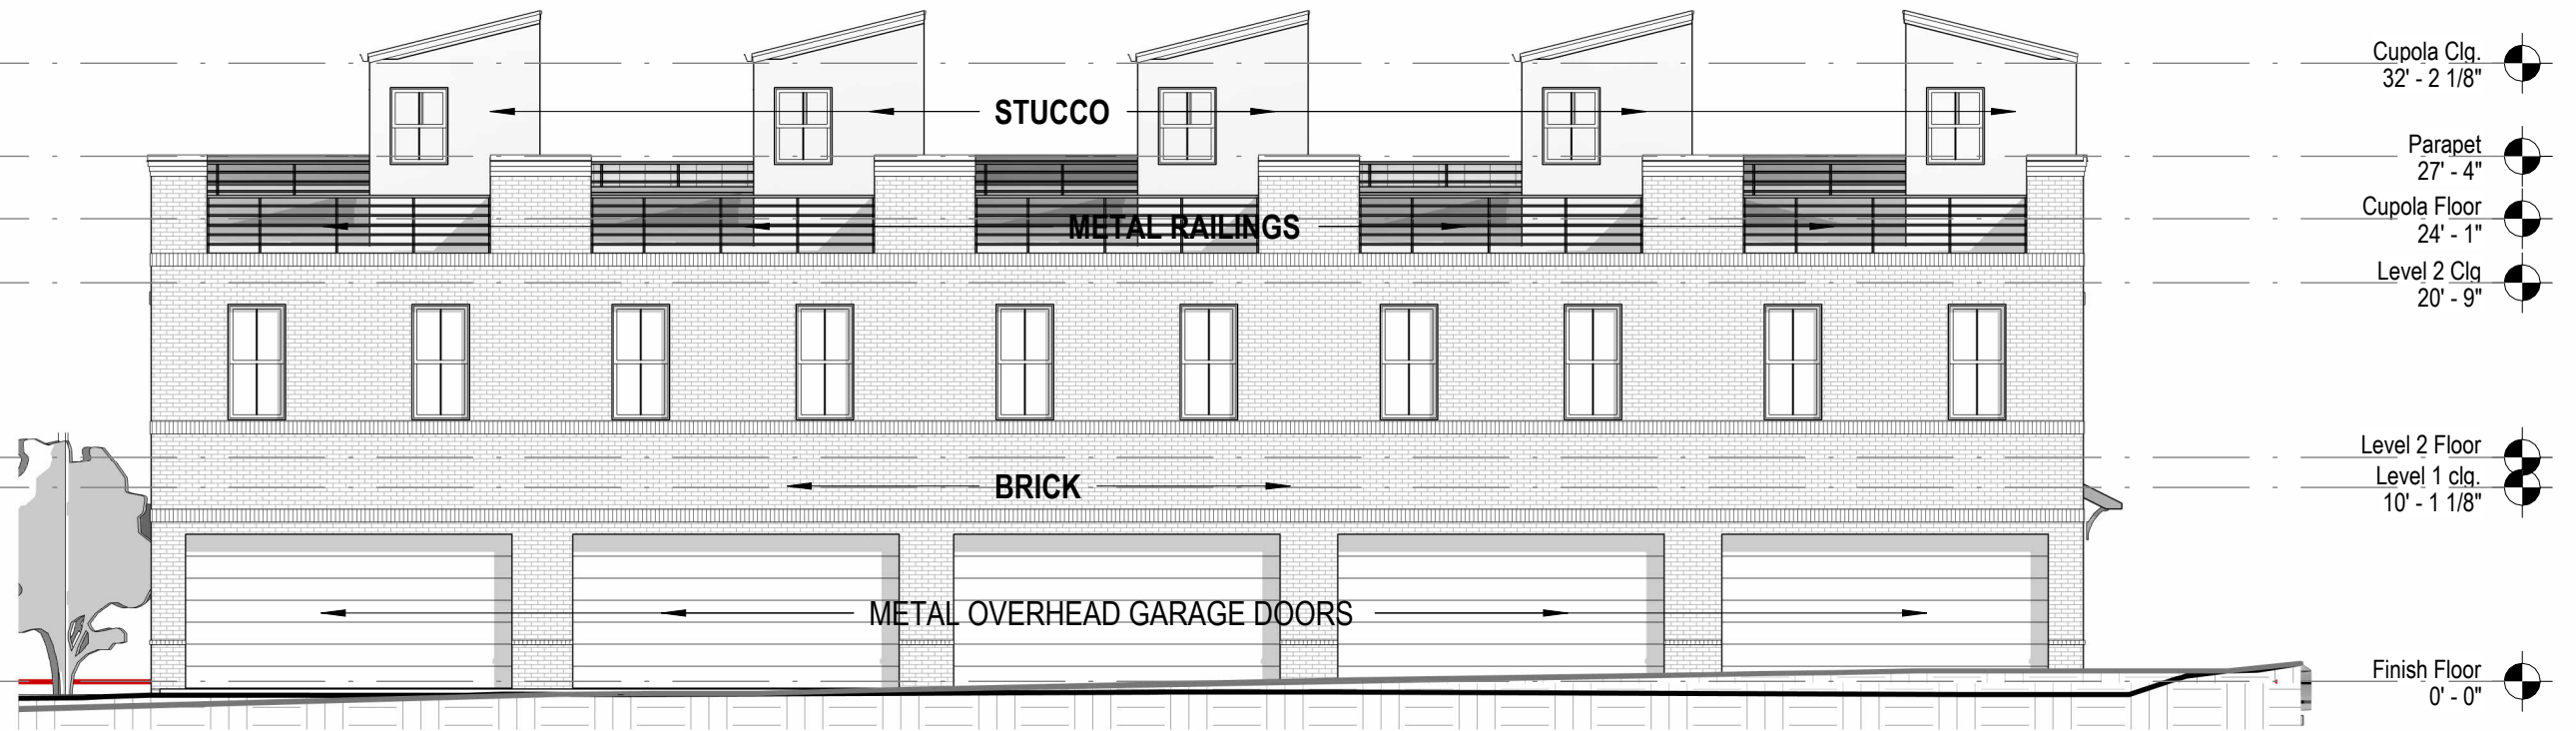 Cupola Clg.
32' - 2 1/8"
STUCCO
Parapet
27' - 4"
Cupola Floor
24' - 1"
METAL RAILINGS
Level 2 Clg
20' - 9"
Level 2 Floor
Level 1 clg.
10' - 1 1/8"
BRICK
METAL OVERHEAD GARAGE DOORS
Finish Floor
0' - 0"